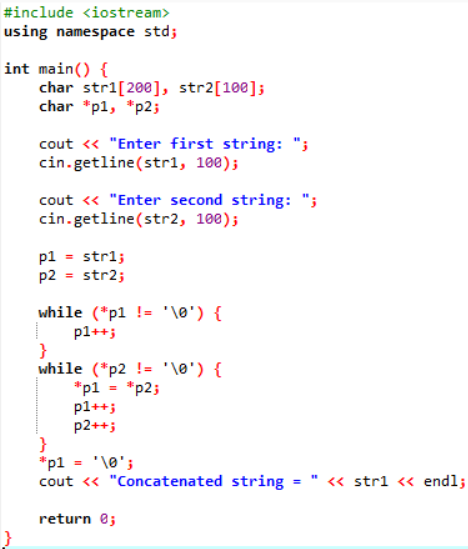 #include <iostream>
using namespace std;
int main() {
char str1[200], str2[100];
char *p1, *p2;
cout << "Enter first string: ";
cin.getline(str1, 100);
cout << "Enter second string: ";
cin.getline(str2, 100);
p1 = str1;
p2 = str2;
while (*p1 != '\0') {
p1++;
}
while (*p2 != '\0') {
*p1 = *p2;
p1++;
p2++;
}
*p1 = '\0';
cout << "Concatenated string = " << str1 << endl;
return 0;
}